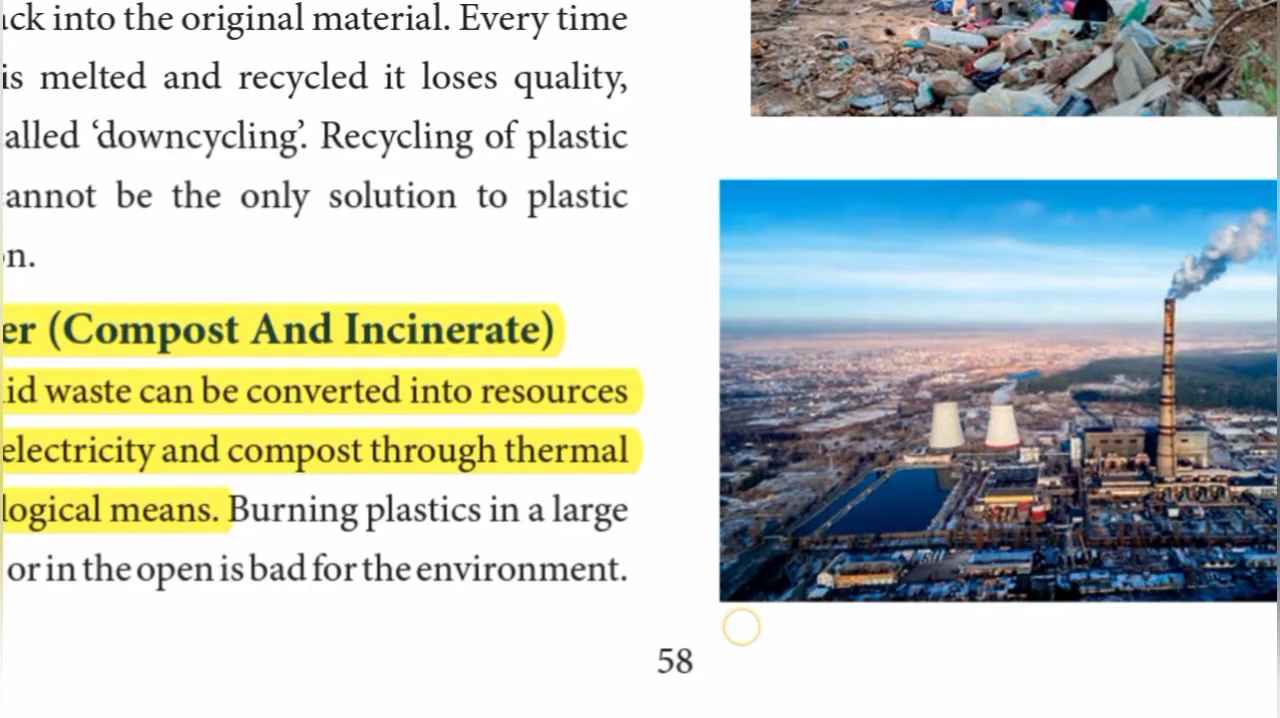 ack into the original material. Every time
is melted and recycled it loses quality,
alled ‘downcycling’. Recycling of plastic
annot be the only solution to plastic
n.
er (Compost And Incinerate)
id waste can be converted into resources
electricity and compost through thermal
logical means. Burning plastics in a large
or in the open is bad for the environment.
58